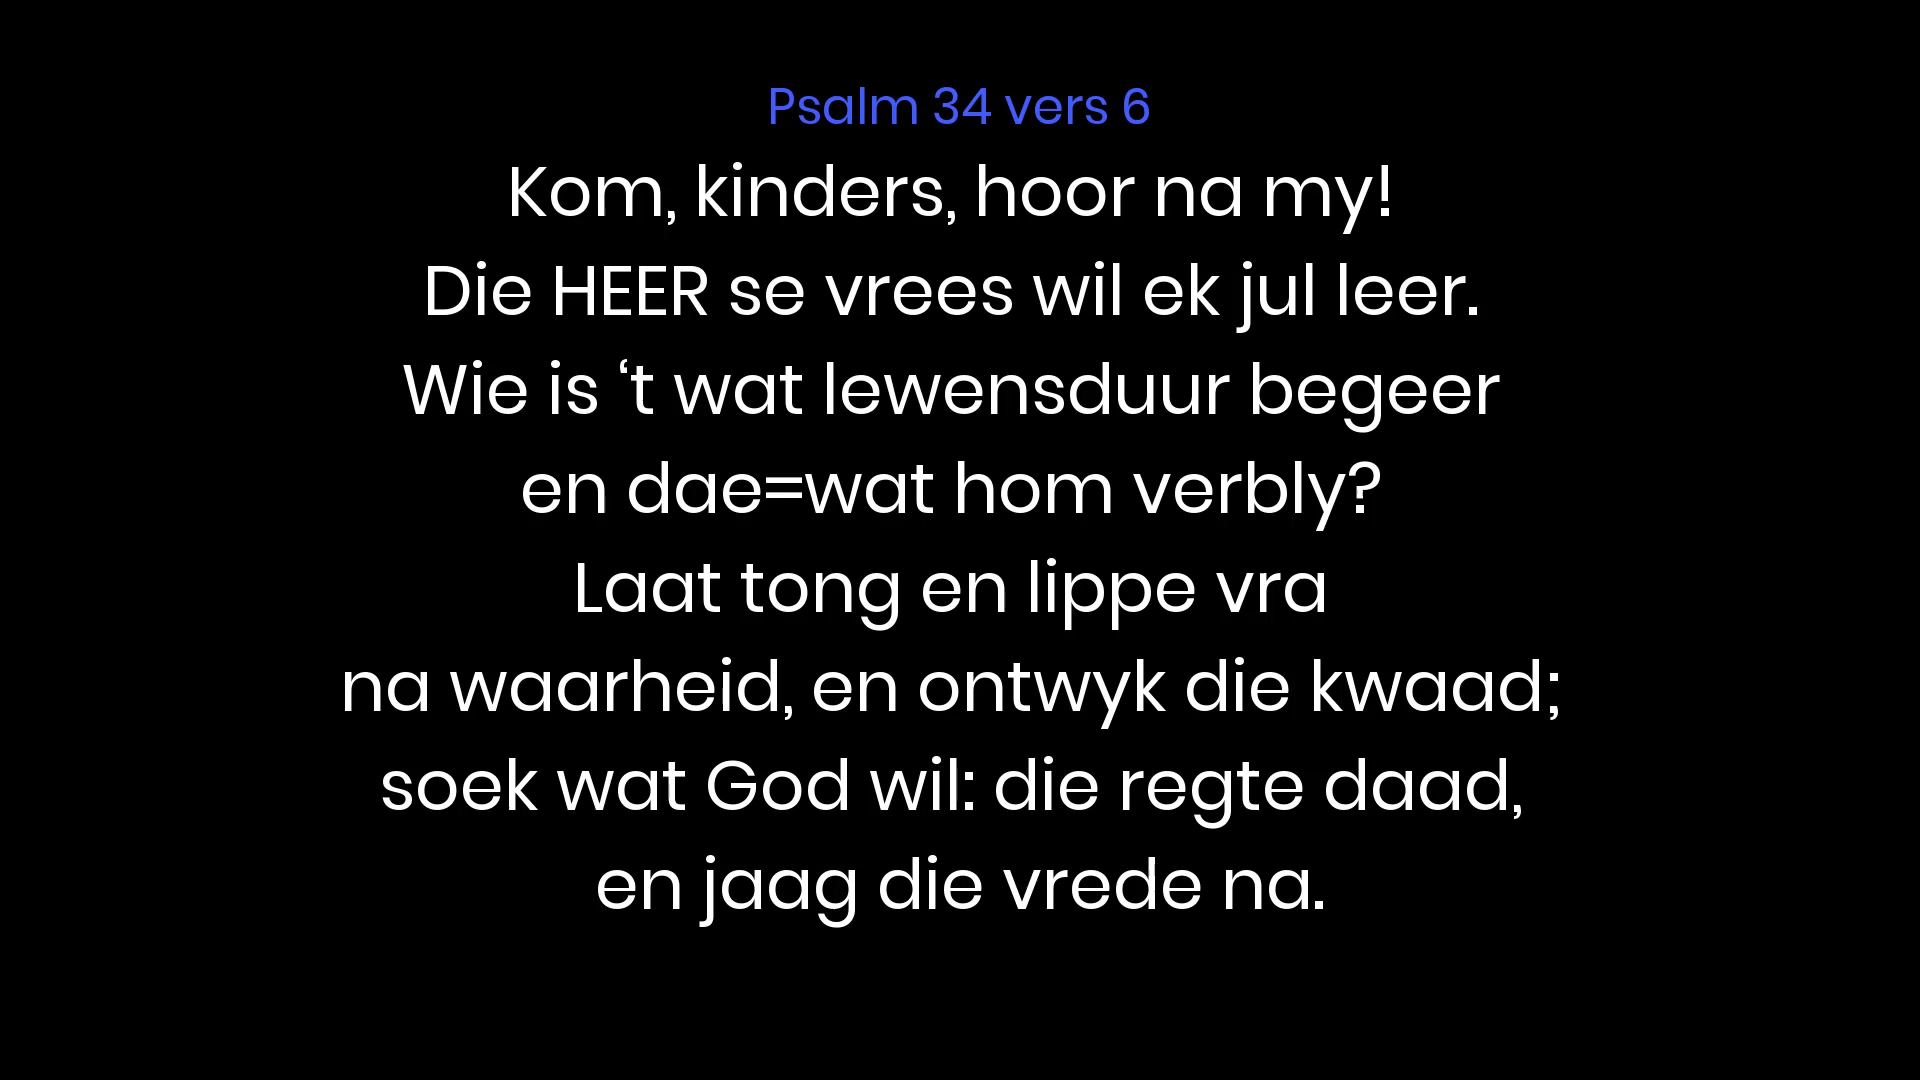 Psalm 34 vers 6
Kom, kinders, hoor na my!
Die HEER se vrees wil ek jul leer.
Wie is ‘t wat lewensduur begeer
en dae=wat hom verbly?
Laat tong en lippe vra
na waarheid, en ontwyk die kwaad;
soek wat God wil: die regte daad,
en jaag die vrede na.